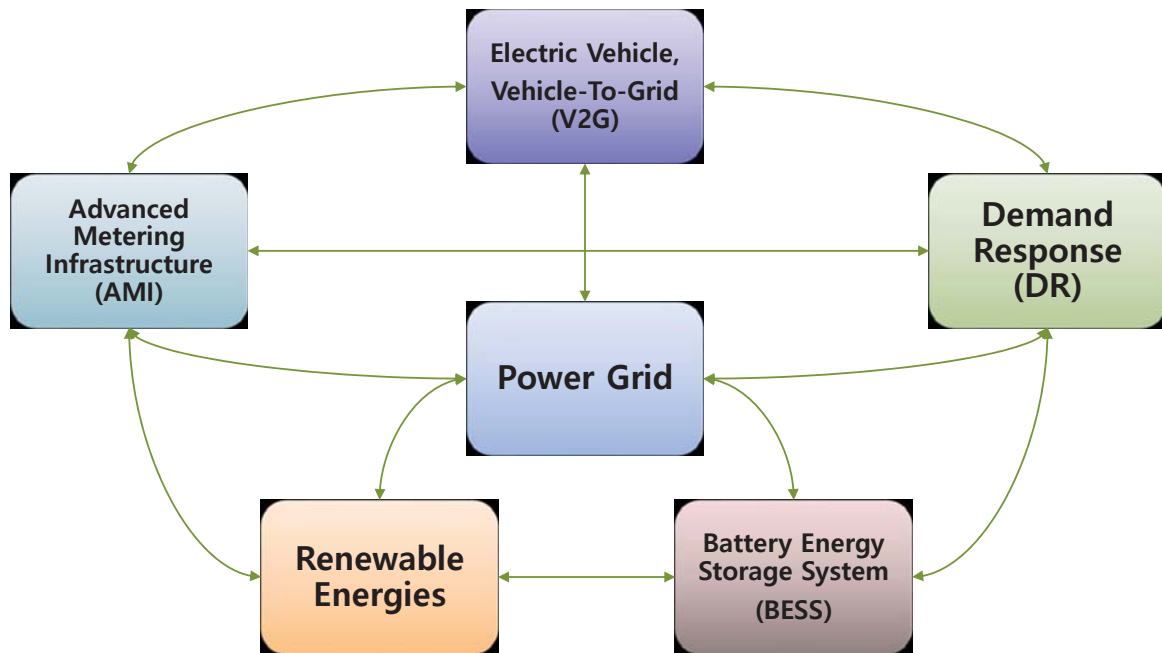 Electric Vehicle,
Vehicle-To-Grid
(V2G)
Advanced
Metering
Infrastructure
(AMI)
Demand
Response
(DR)
Power Grid
Renewable
Energies
Battery Energy
Storage System
(BESS)